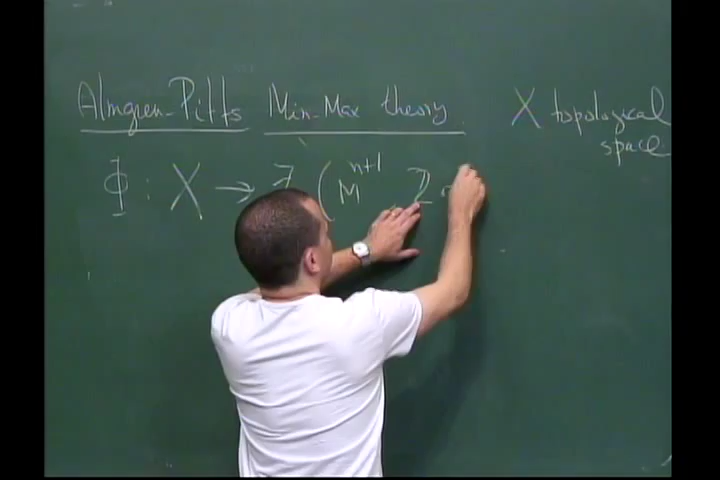 Almgren-Pitts Min-Max theory
X topological
space
Φ : X → Z ( M^{n+1}, Z